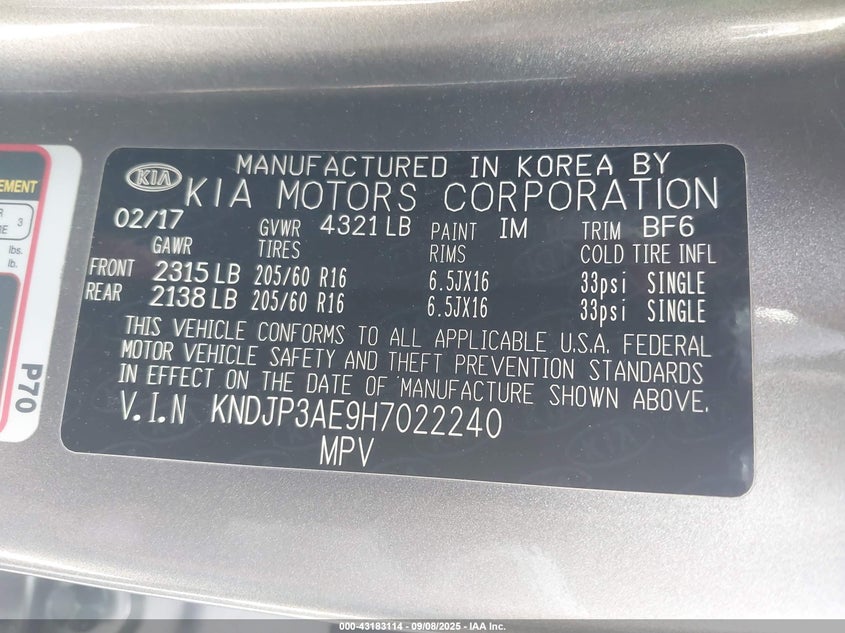 EMENT
3
E
lbs.
lb.
P70
KIA
MANUFACTURED IN KOREA BY
KIA MOTORS CORPORATION
02/17 GVWR 4321 LB PAINT IM TRIM BF6
GAWR TIRES RIMS COLD TIRE INFL
FRONT 2315 LB 205/60 R16 6.5JX16 33psi SINGLE
REAR 2138 LB 205/60 R16 6.5JX16 33psi SINGLE
THIS VEHICLE CONFORMS TO ALL APPLICABLE U.S.A. FEDERAL
MOTOR VEHICLE SAFETY AND THEFT PREVENTION STANDARDS
IN EFFECT ON THE DATE OF MANUFACTURE SHOWN ABOVE.
V.I.N KNDJP3AE9H7022240
MPV
000-43183114 - 09/08/2025 - IAA Inc.